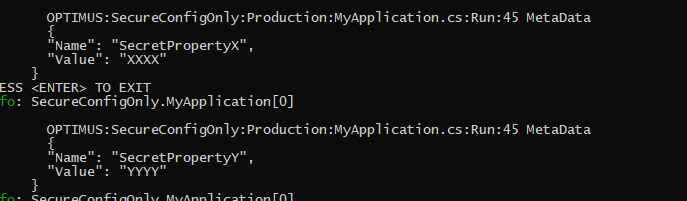 OPTIMUS:SecureConfigOnly:Production:MyApplication.cs:Run:45 MetaData
{
"Name": "SecretPropertyX",
"Value": "XXXX"
}
ESS <ENTER> TO EXIT
fo: SecureConfigOnly.MyApplication[0]
OPTIMUS:SecureConfigOnly:Production:MyApplication.cs:Run:45 MetaData
{
"Name": "SecretPropertyY",
"Value": "YYYY"
}
fo: SecureConfigOnly.MyApplication[0]